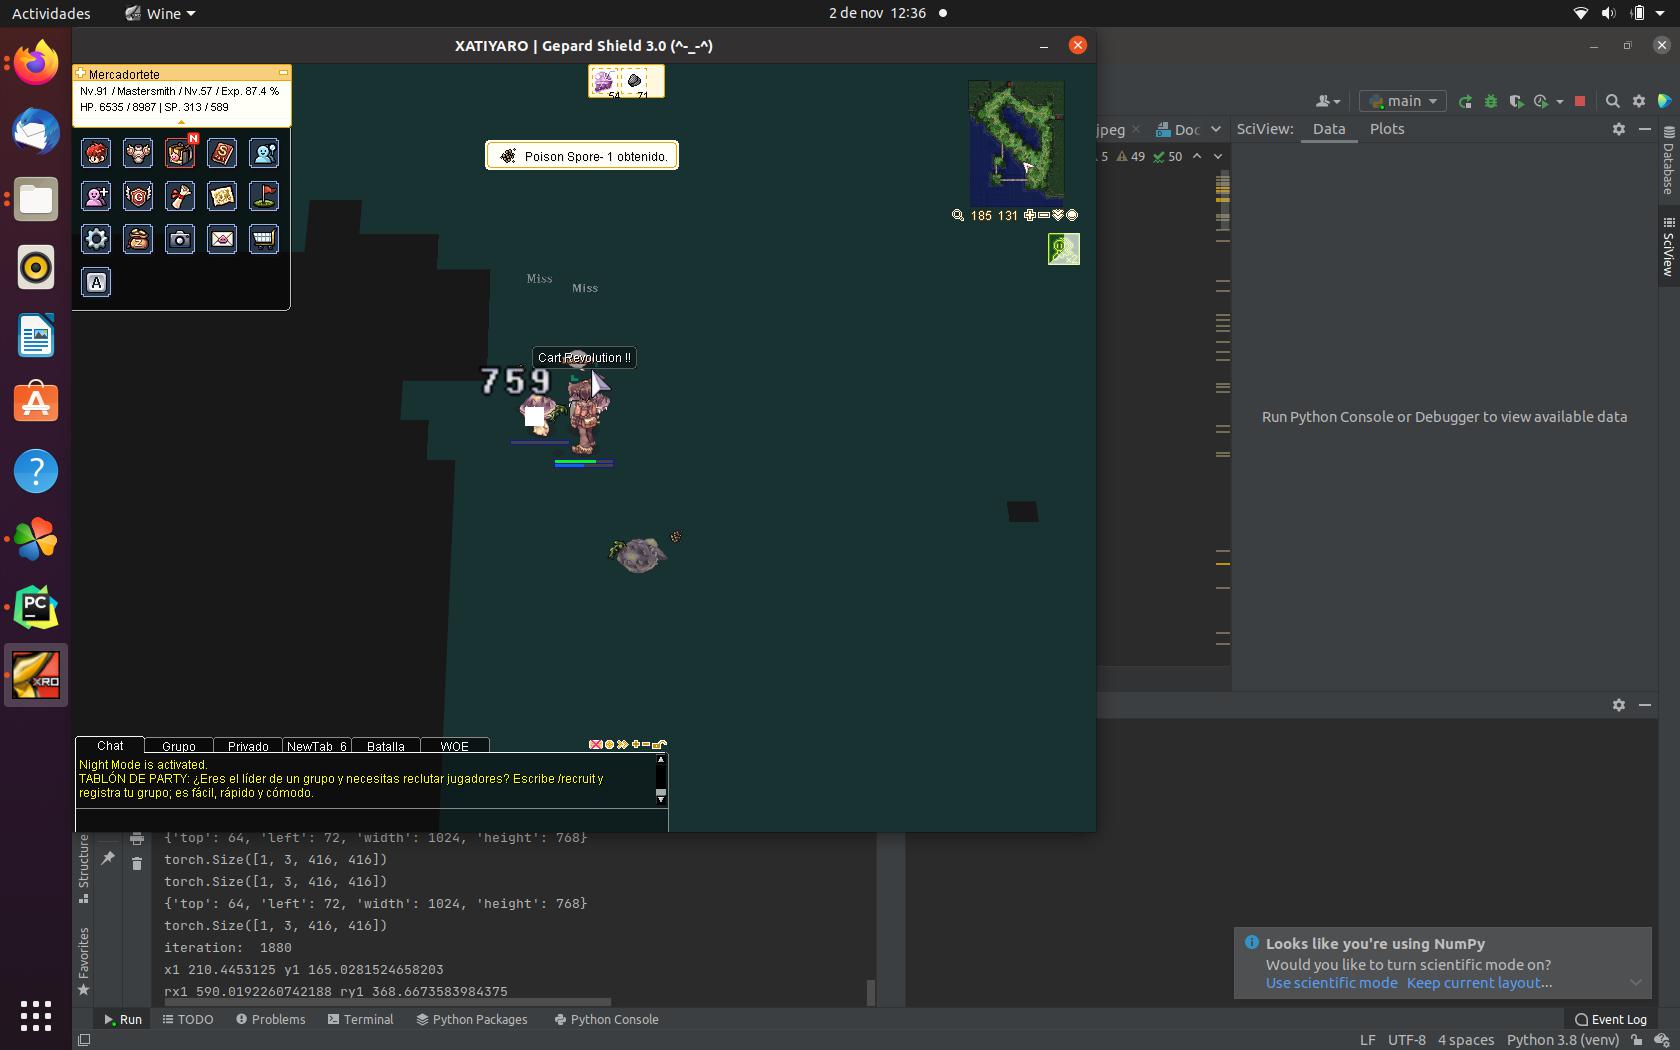 Actividades
Wine
2 de nov 12:36
XATIYARO | Gepard Shield 3.0 (^-_-^)
Mercadortete
Nv.91 / Mastersmith / Nv.57 / Exp. 87.4 %
HP. 6535 / 8987 | SP. 313 / 589
N
A
54 71
Poison Spore- 1 obtenido.
185 131
Miss
Miss
Cart Revolution !!
759
main
jpeg
Doc
SciView:
Data
Plots
5 49 50
Database
SciView
Run Python Console or Debugger to view available data
PC
XRO
Chat
Grupo
Privado
NewTab 6
Batalla
WOE
Night Mode is activated.
TABLÓN DE PARTY: ¿Eres el líder de un grupo y necesitas reclutar jugadores? Escribe /recruit y
registra tu grupo; es fácil, rápido y cómodo.
Structure
Favorites
{'top': 64, 'left': 72, 'width': 1024, 'height': 768}
torch.Size([1, 3, 416, 416])
torch.Size([1, 3, 416, 416])
{'top': 64, 'left': 72, 'width': 1024, 'height': 768}
torch.Size([1, 3, 416, 416])
iteration:  1880
x1 210.4453125 y1 165.0281524658203
rx1 590.0192260742188 ry1 368.6673583984375
Looks like you're using NumPy
Would you like to turn scientific mode on?
Use scientific mode Keep current layout...
Run
TODO
Problems
Terminal
Python Packages
Python Console
Event Log
LF UTF-8 4 spaces Python 3.8 (venv)